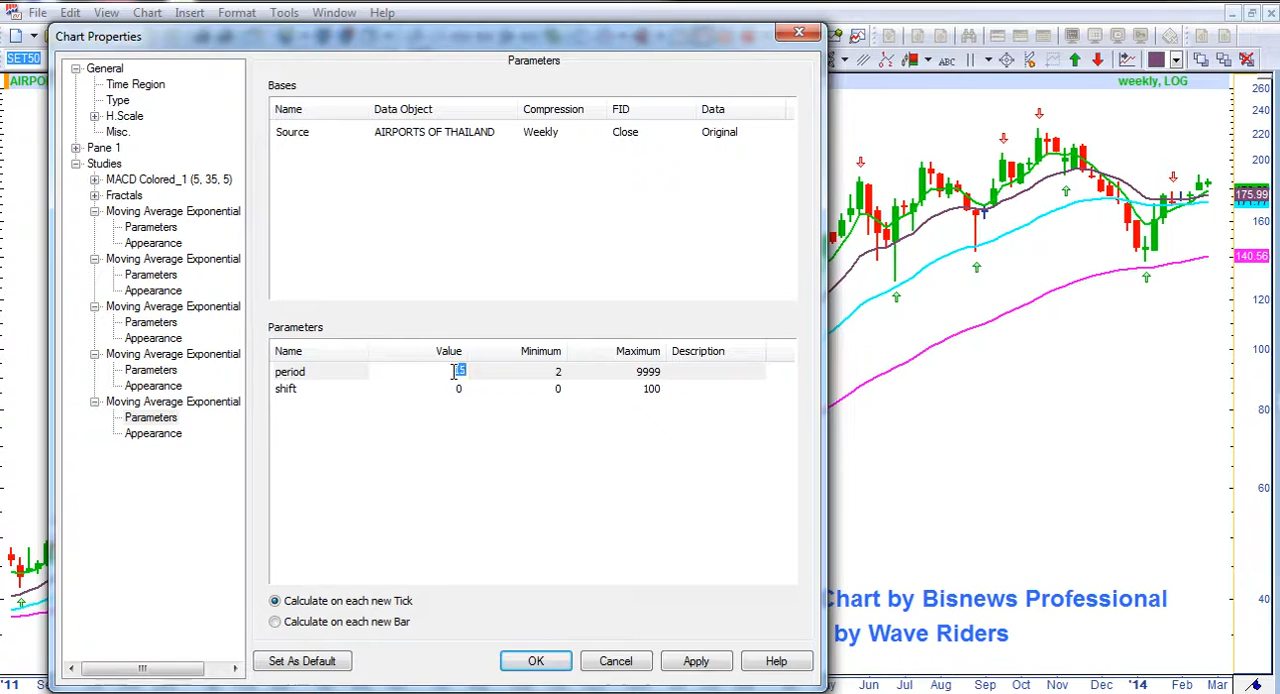 File Edit View Chart Insert Format Tools Window Help
Chart Properties
SET50
AIRPO
weekly, LOG
General
Time Region
Type
H.Scale
Misc.
Pane 1
Studies
MACD Colored_1 (5, 35, 5)
Fractals
Moving Average Exponential
Parameters
Appearance
Moving Average Exponential
Parameters
Appearance
Moving Average Exponential
Parameters
Appearance
Moving Average Exponential
Parameters
Appearance
Moving Average Exponential
Parameters
Appearance
Parameters
Bases
Name Data Object Compression FID Data
Source AIRPORTS OF THAILAND Weekly Close Original
Parameters
Name Value Minimum Maximum Description
period 2 9999
shift 0 0 100
Calculate on each new Tick
Calculate on each new Bar
Set As Default OK Cancel Apply Help
ABC
260
240
220
200
180
175.99
160
140.56
120
100
80
60
40
Chart by Bisnews Professional
by Wave Riders
'11 Jun Jul Aug Sep Oct Nov Dec '14 Feb Mar